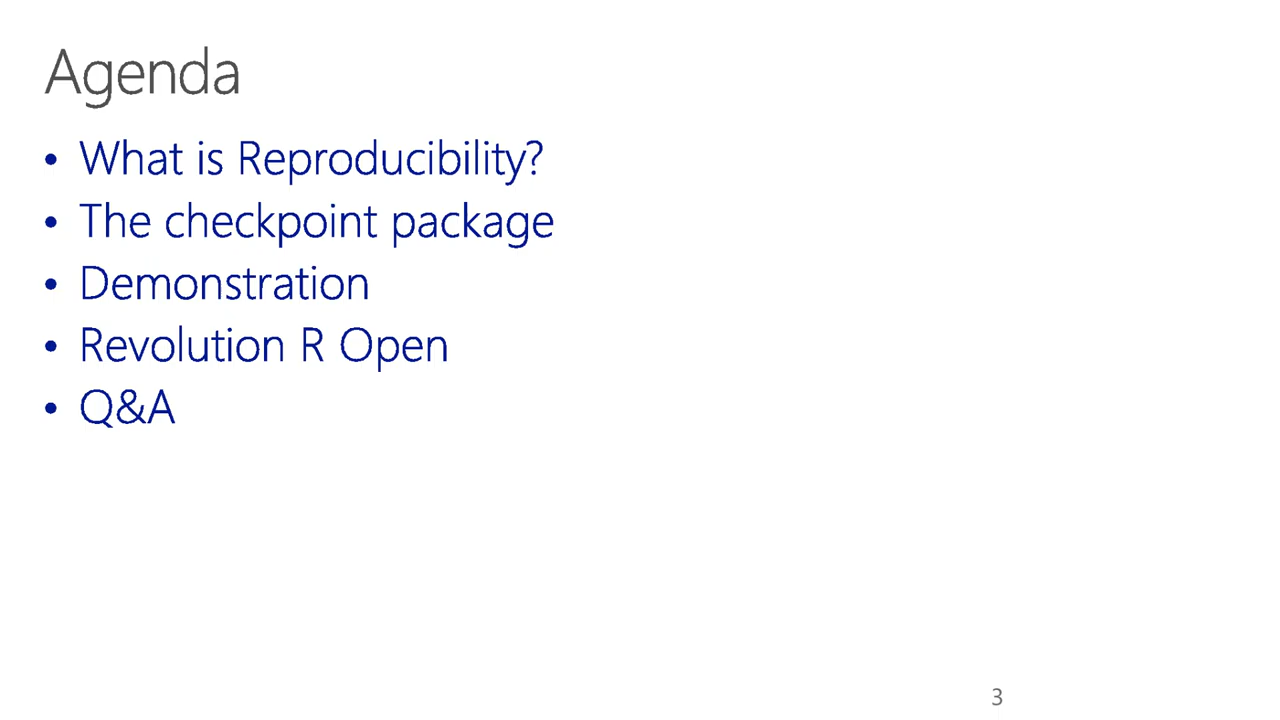 Agenda
• What is Reproducibility?
• The checkpoint package
• Demonstration
• Revolution R Open
• Q&A
3